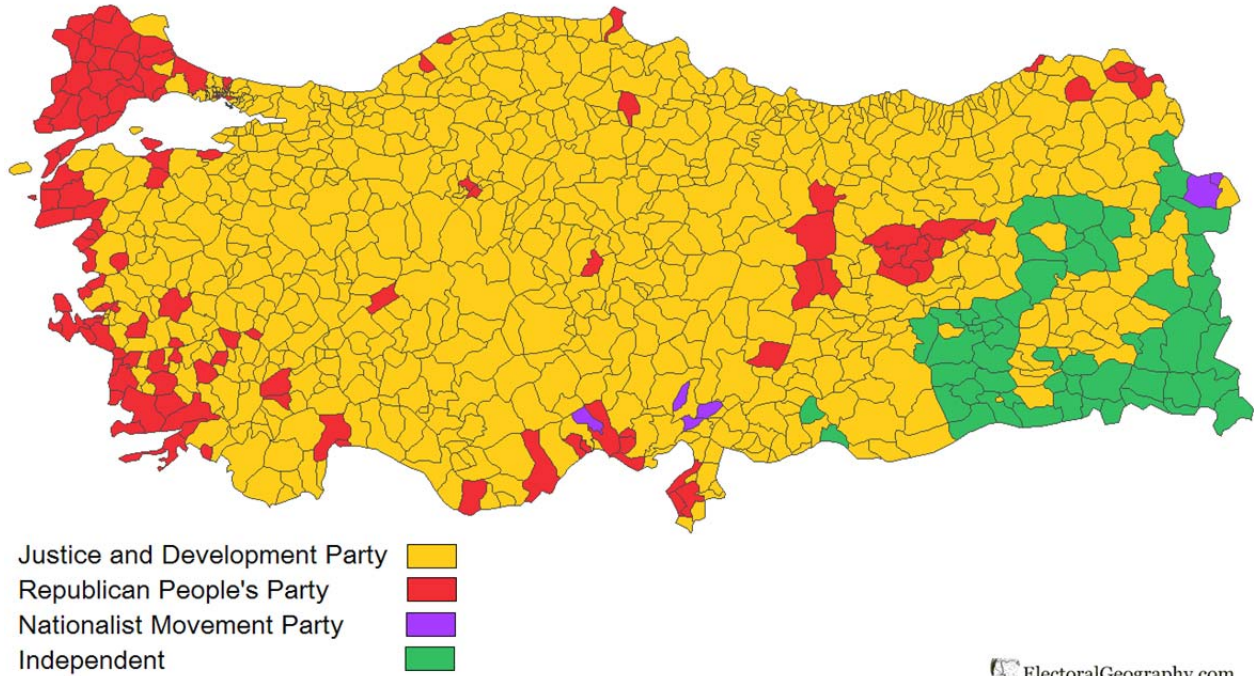 Justice and Development Party
Republican People's Party
Nationalist Movement Party
Independent
ElectoralGeography.com